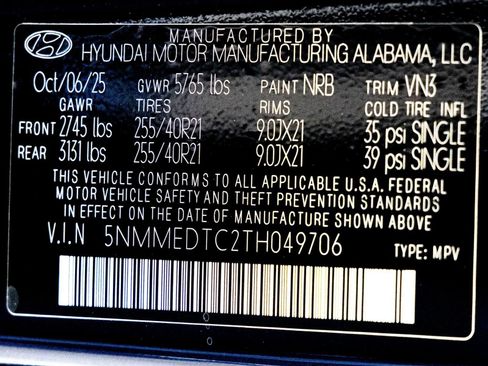 MANUFACTURED BY
HYUNDAI MOTOR MANUFACTURING ALABAMA, LLC
Oct/06/25 GVWR 5765 lbs PAINT NRB TRIM VN3
GAWR TIRES RIMS COLD TIRE INFL
FRONT 2745 lbs 255/40R21 9.0JX21 35 psi SINGLE
REAR 3131 lbs 255/40R21 9.0JX21 39 psi SINGLE
THIS VEHICLE CONFORMS TO ALL APPLICABLE U.S.A. FEDERAL
MOTOR VEHICLE SAFETY AND THEFT PREVENTION STANDARDS
IN EFFECT ON THE DATE OF MANUFACTURE SHOWN ABOVE
V.I.N 5NMMEDTC2TH049706 TYPE: MPV